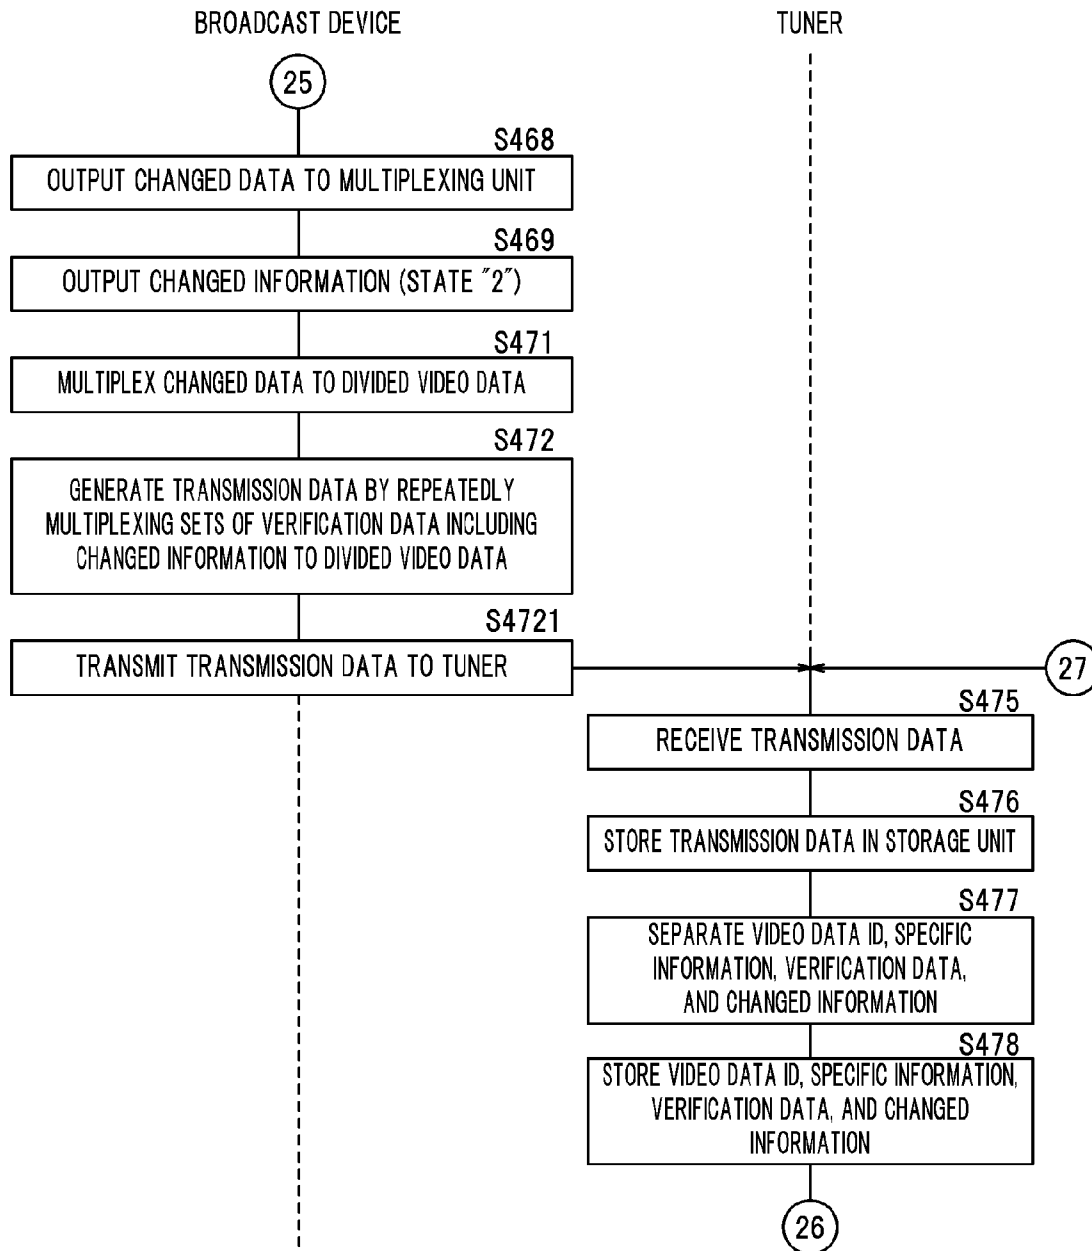 BROADCAST DEVICE
TUNER
25
S468
OUTPUT CHANGED DATA TO MULTIPLEXING UNIT
S469
OUTPUT CHANGED INFORMATION (STATE "2")
S471
MULTIPLEX CHANGED DATA TO DIVIDED VIDEO DATA
S472
GENERATE TRANSMISSION DATA BY REPEATEDLY
MULTIPLEXING SETS OF VERIFICATION DATA INCLUDING
CHANGED INFORMATION TO DIVIDED VIDEO DATA
S4721
TRANSMIT TRANSMISSION DATA TO TUNER
27
S475
RECEIVE TRANSMISSION DATA
S476
STORE TRANSMISSION DATA IN STORAGE UNIT
S477
SEPARATE VIDEO DATA ID, SPECIFIC
INFORMATION, VERIFICATION DATA,
AND CHANGED INFORMATION
S478
STORE VIDEO DATA ID, SPECIFIC INFORMATION,
VERIFICATION DATA, AND CHANGED
INFORMATION
26